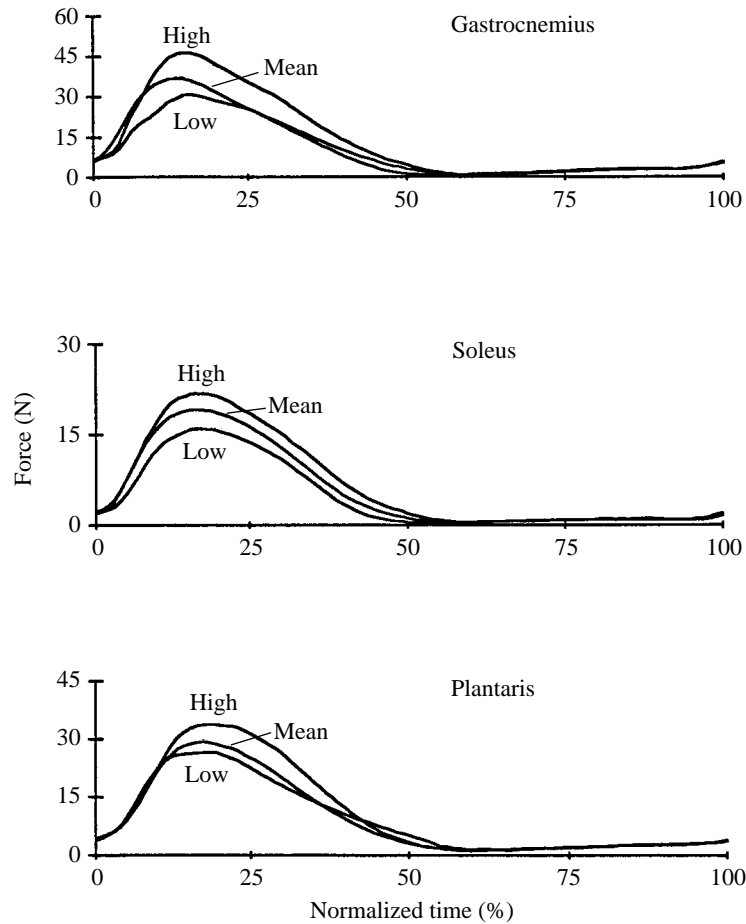 Gastrocnemius
60
45
30
15
0
High
Mean
Low
0 25 50 75 100
Soleus
30
15
0
High
Mean
Low
0 25 50 75 100
Force (N)
Plantaris
45
30
15
0
High
Mean
Low
0 25 50 75 100
Normalized time (%)